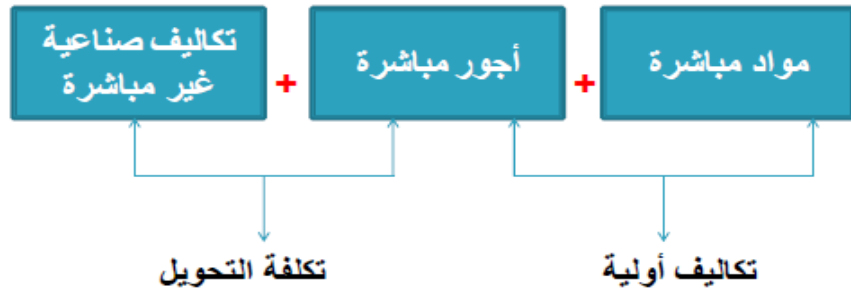 مواد مباشرة
+
أجور مباشرة
+
تكاليف صناعية
غير مباشرة
تكاليف أولية
تكلفة التحويل